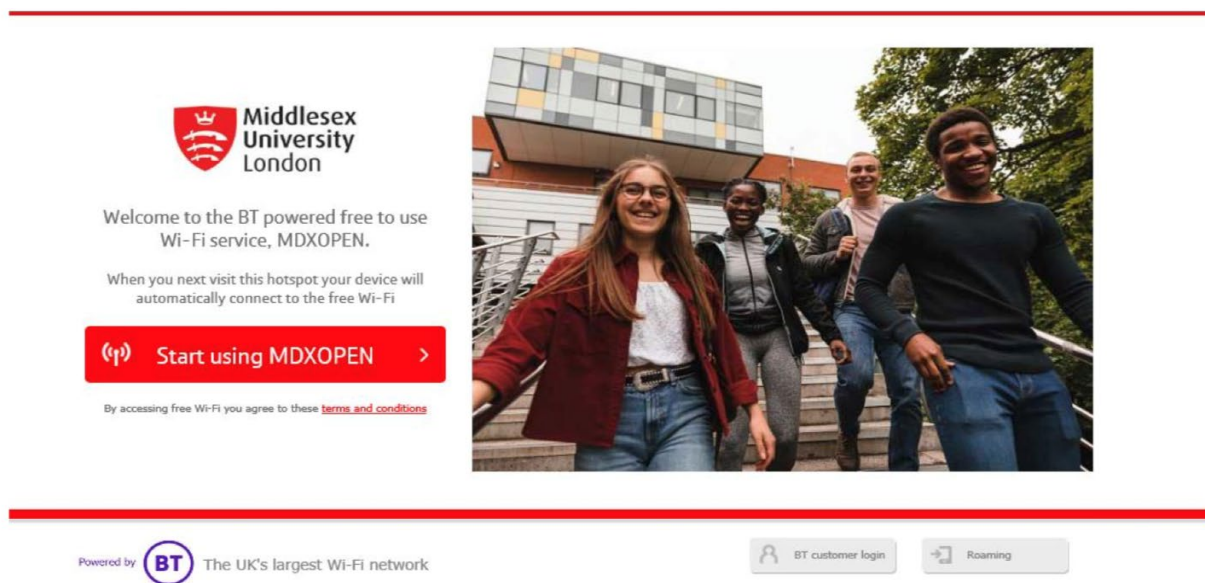 Middlesex
University
London
Welcome to the BT powered free to use
Wi-Fi service, MDXOPEN.
When you next visit this hotspot your device will
automatically connect to the free Wi-Fi
Start using MDXOPEN
By accessing free Wi-Fi you agree to these terms and conditions
Powered by BT The UK's largest Wi-Fi network
BT customer login
Roaming